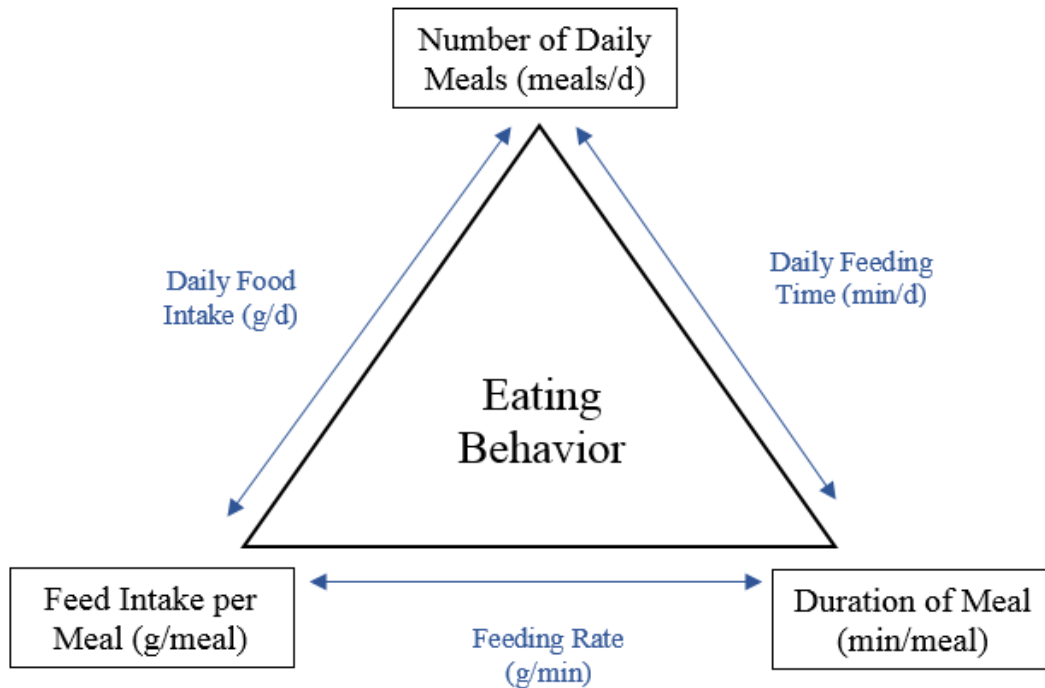 Number of Daily
Meals (meals/d)
Daily Food
Intake (g/d)
Daily Feeding
Time (min/d)
Eating
Behavior
Feed Intake per
Meal (g/meal)
Feeding Rate
(g/min)
Duration of Meal
(min/meal)